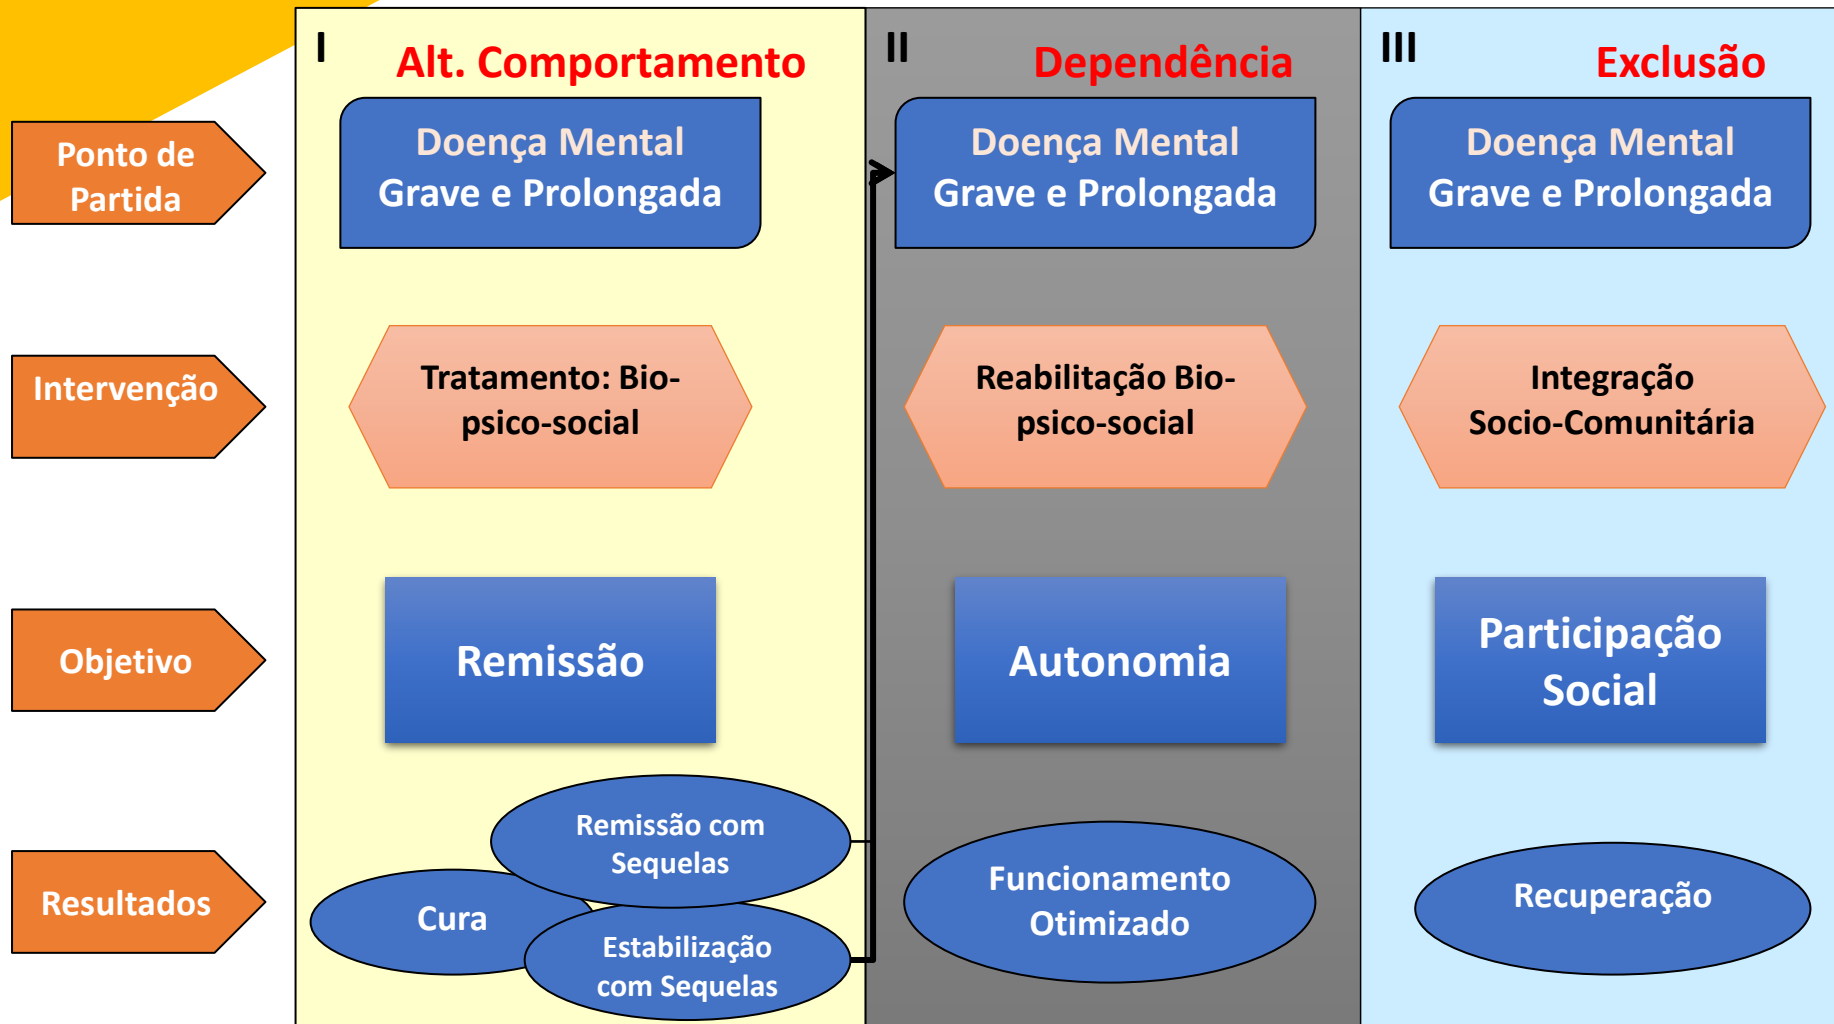 I
Alt. Comportamento
II
Dependência
III
Exclusão
Ponto de
Partida
Doença Mental
Grave e Prolongada
Doença Mental
Grave e Prolongada
Doença Mental
Grave e Prolongada
Intervenção
Tratamento: Bio-
psico-social
Reabilitação Bio-
psico-social
Integração
Socio-Comunitária
Objetivo
Remissão
Autonomia
Participação
Social
Resultados
Cura
Remissão com
Sequelas
Estabilização
com Sequelas
Funcionamento
Otimizado
Recuperação